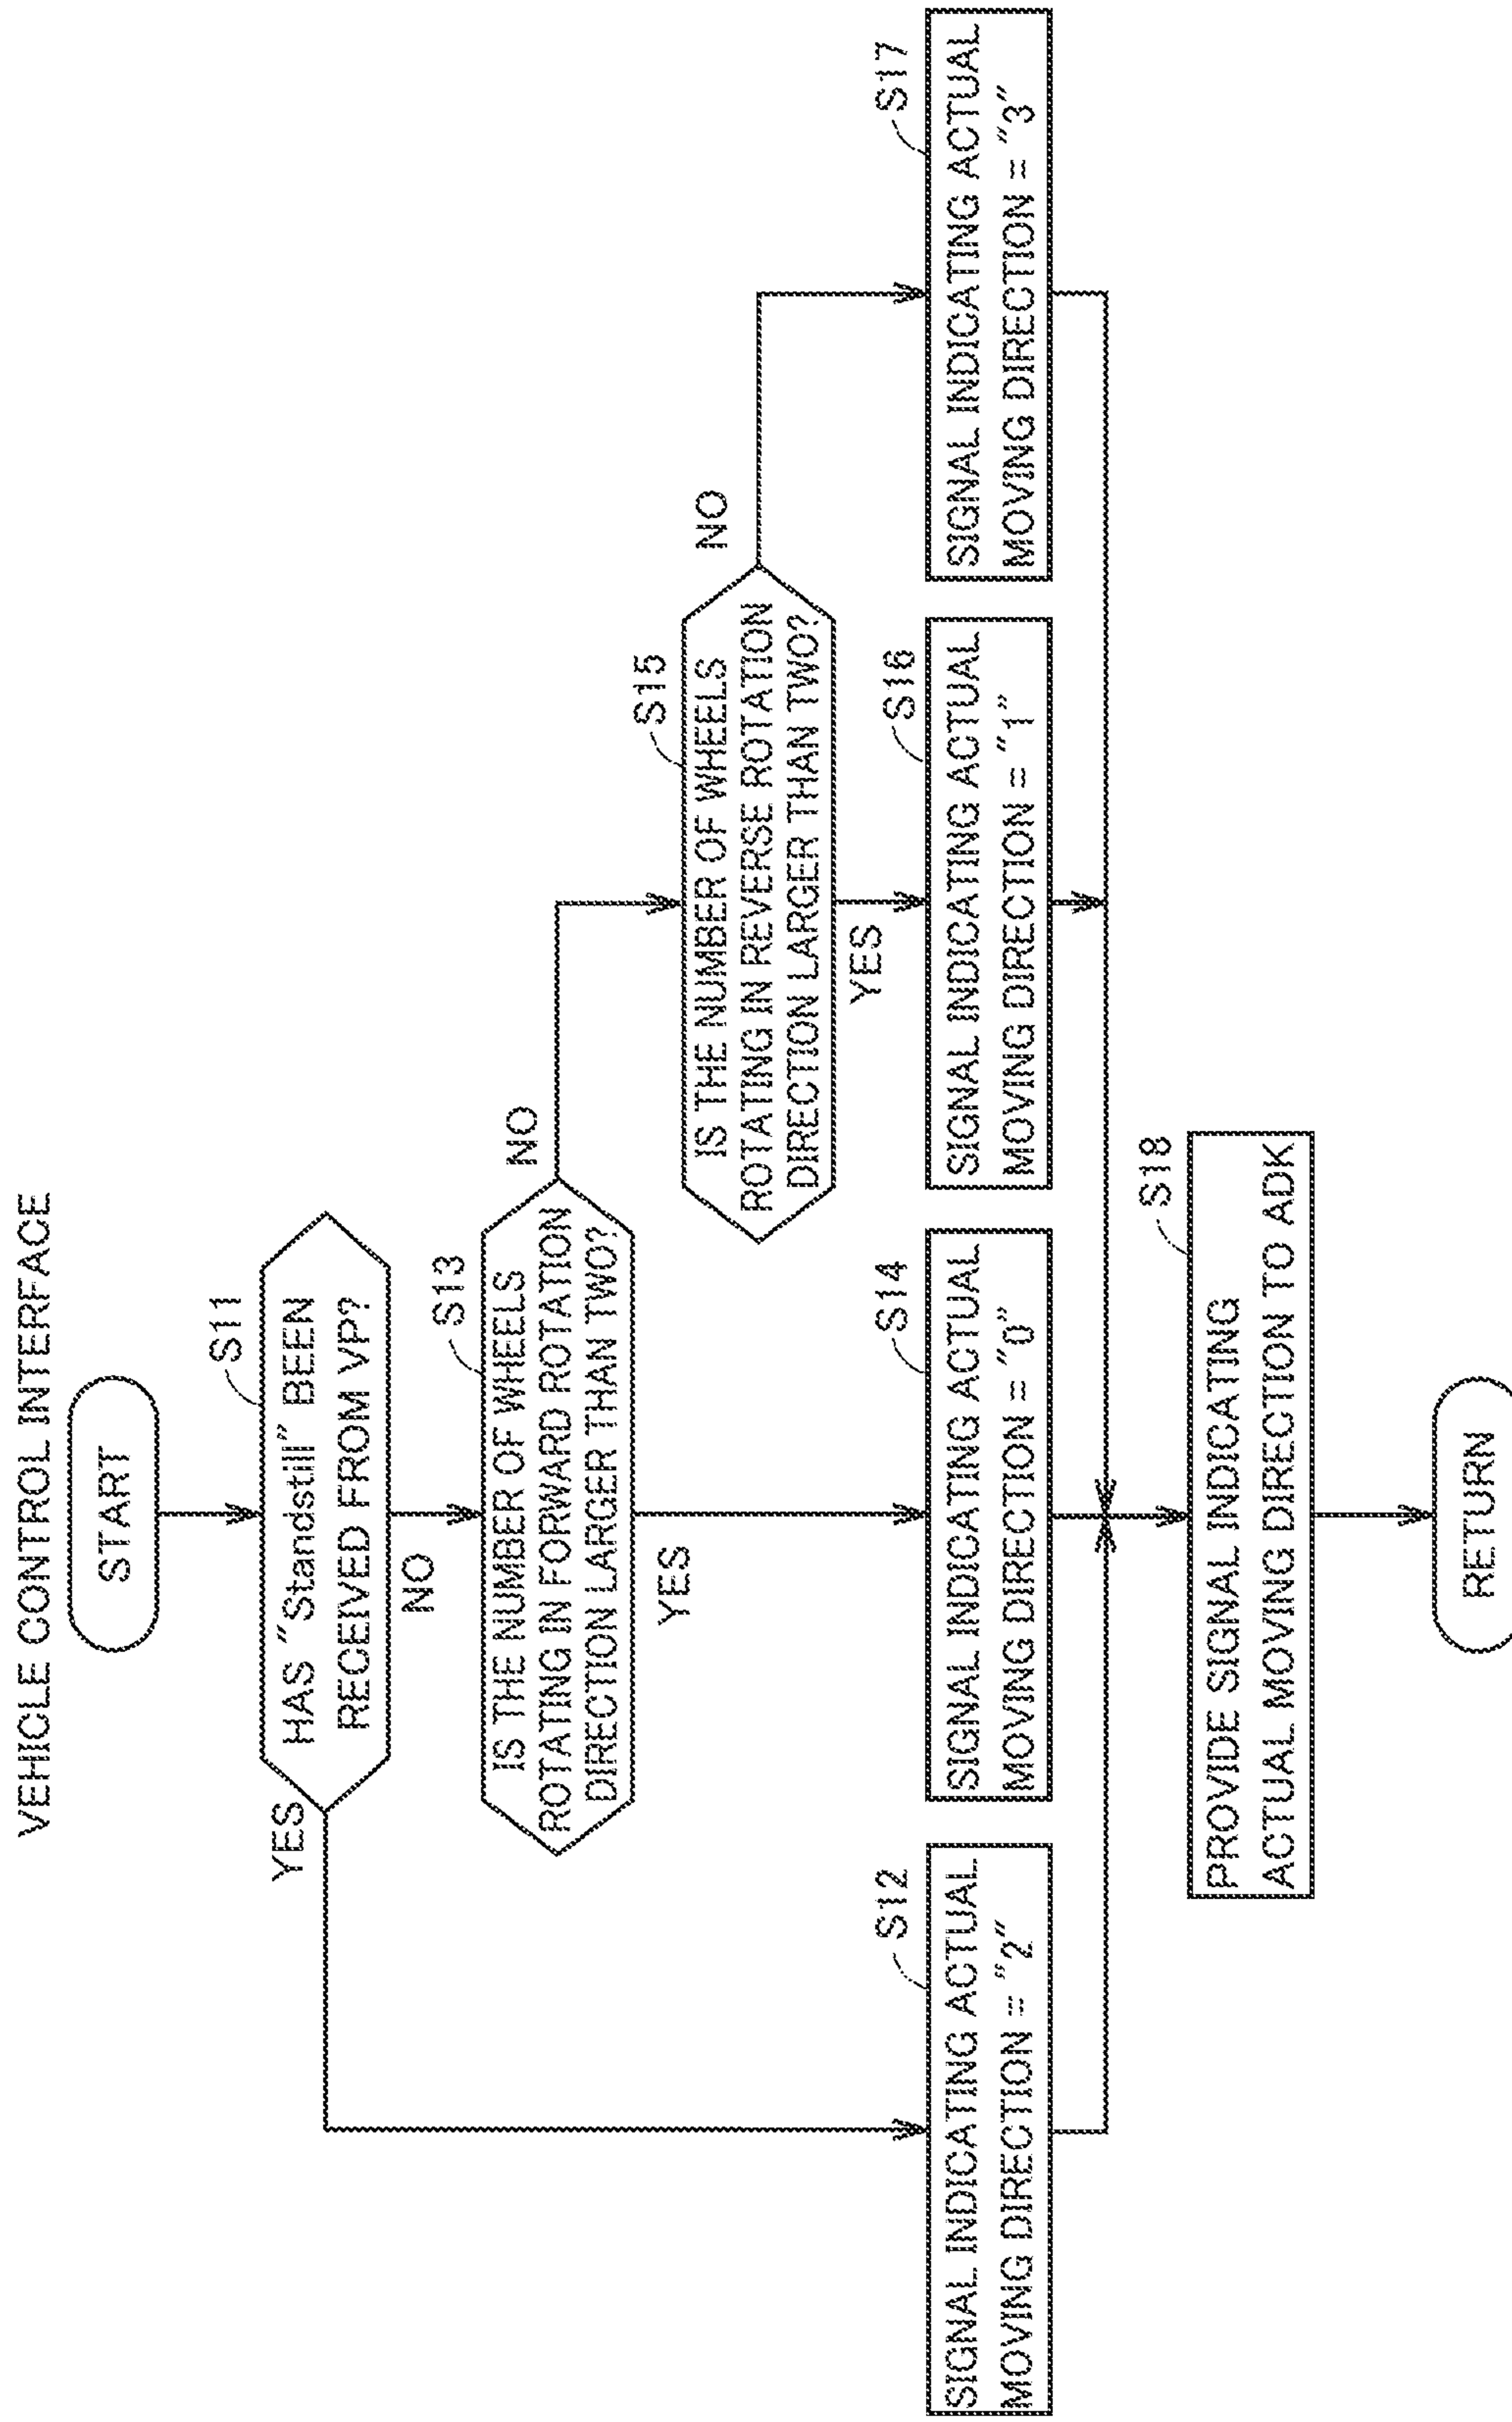 VEHICLE CONTROL INTERFACE
START
S11
HAS "Standstill" BEEN
RECEIVED FROM VP?
YES
NO
S13
IS THE NUMBER OF WHEELS
ROTATING IN FORWARD ROTATION
DIRECTION LARGER THAN TWO?
NO
YES
S15
IS THE NUMBER OF WHEELS
ROTATING IN REVERSE ROTATION
DIRECTION LARGER THAN TWO?
NO
YES
S12
SIGNAL INDICATING ACTUAL
MOVING DIRECTION = "2"
S14
SIGNAL INDICATING ACTUAL
MOVING DIRECTION = "0"
S16
SIGNAL INDICATING ACTUAL
MOVING DIRECTION = "1"
S17
SIGNAL INDICATING ACTUAL
MOVING DIRECTION = "3"
S18
PROVIDE SIGNAL INDICATING
ACTUAL MOVING DIRECTION TO ADK
RETURN